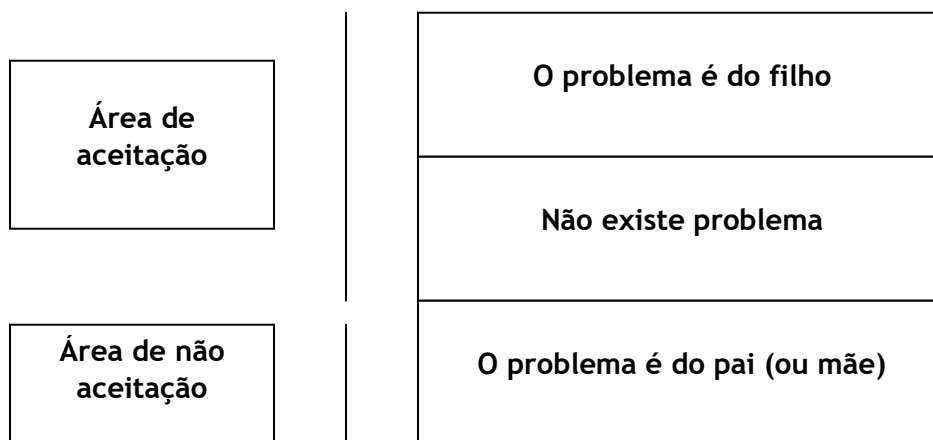 Área de
aceitação
O problema é do filho
Não existe problema
Área de não
aceitação
O problema é do pai (ou mãe)